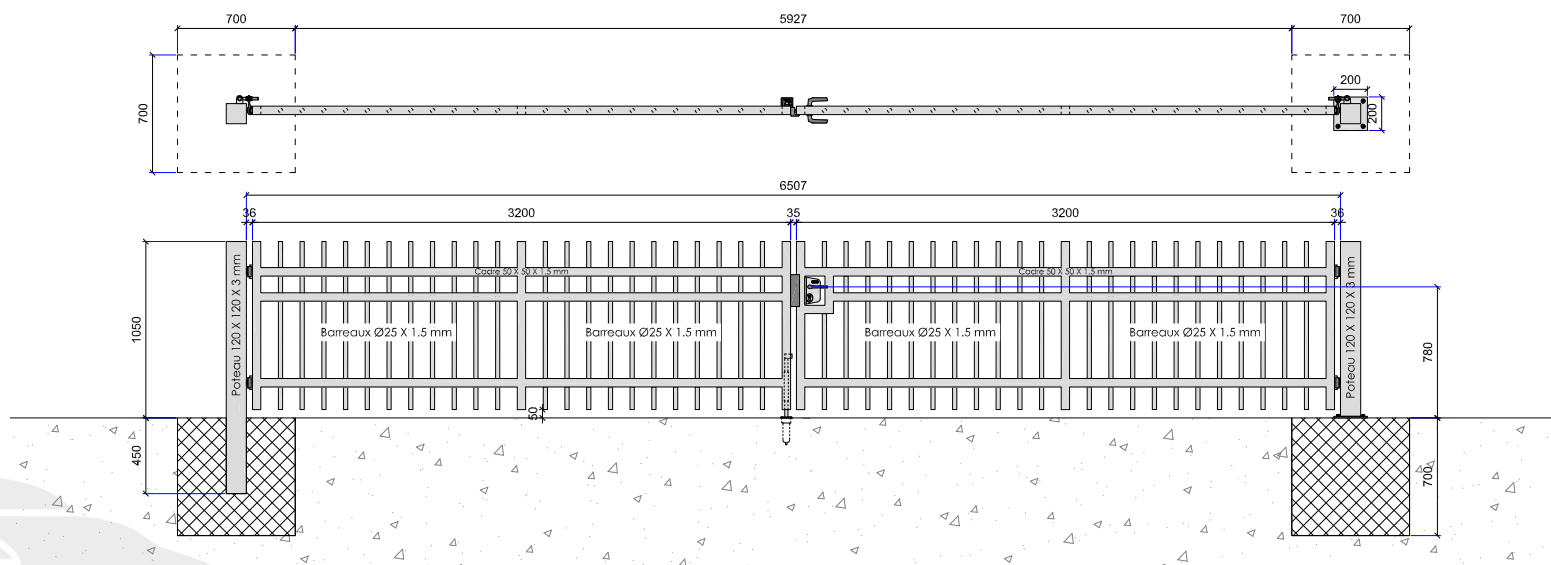 700
5927
700
700
200
200
6507
36
3200
35
3200
36
Cadre 50 X 50 X 1.5 mm
Cadre 50 X 50 X 1.5 mm
Poteau 120 X 120 X 3 mm
Poteau 120 X 120 X 3 mm
1050
Barreaux Ø25 X 1.5 mm
Barreaux Ø25 X 1.5 mm
Barreaux Ø25 X 1.5 mm
Barreaux Ø25 X 1.5 mm
780
50
450
700